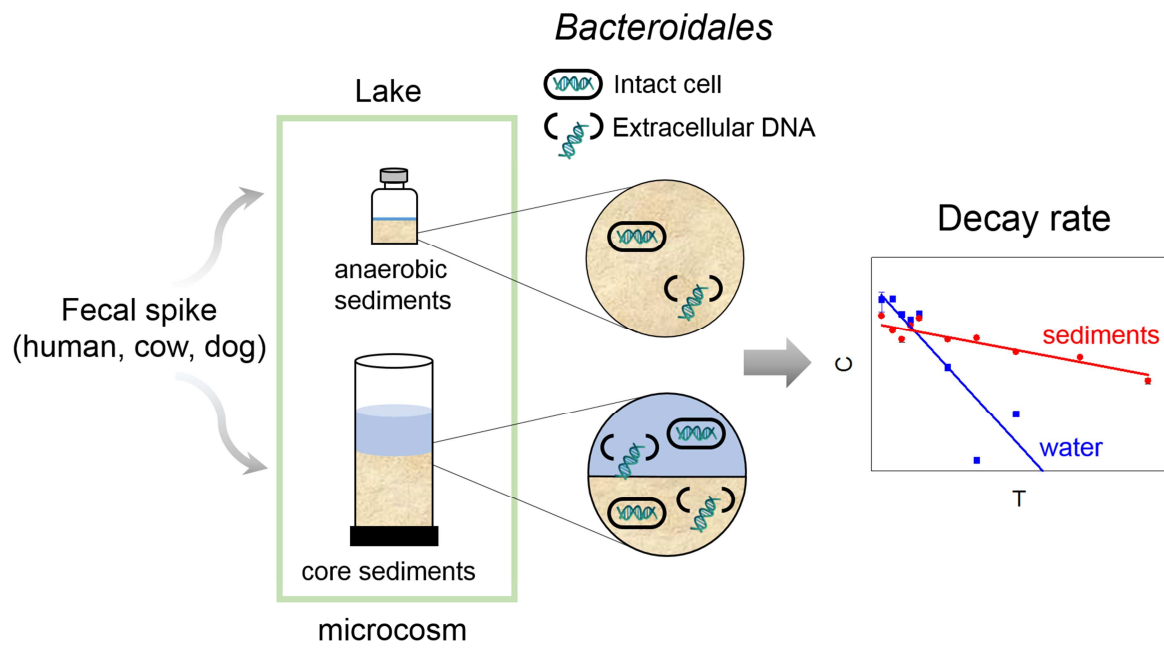 Bacteroidales
Intact cell
Extracellular DNA
Lake
anaerobic
sediments
Fecal spike
(human, cow, dog)
core sediments
microcosm
Decay rate
sediments
C
water
T